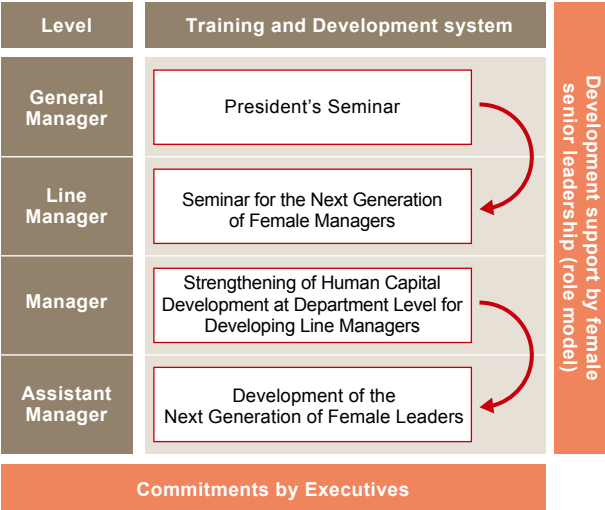 Level
Training and Development system
General
Manager
President's Seminar
Line
Manager
Seminar for the Next Generation
of Female Managers
Manager
Strengthening of Human Capital
Development at Department Level for
Developing Line Managers
Assistant
Manager
Development of the
Next Generation of Female Leaders
Development support by female
senior leadership (role model)
Commitments by Executives